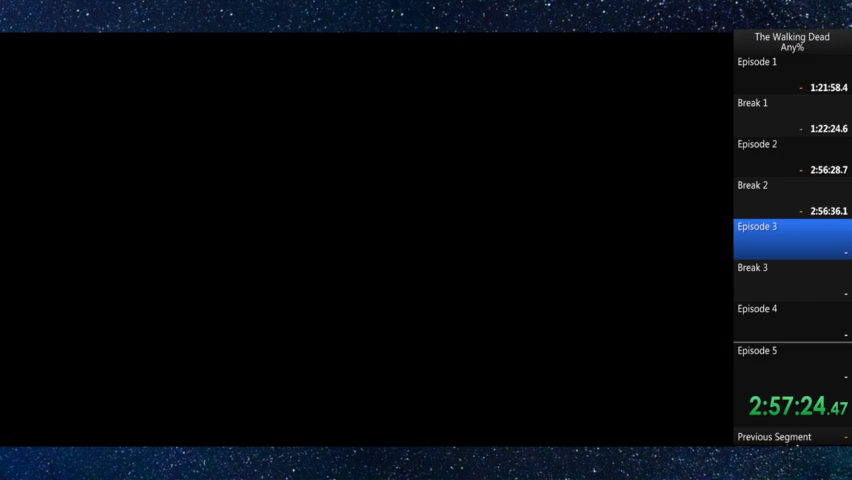 The Walking Dead
Any%
Episode 1
- 1:21:58.4
Break 1
- 1:22:24.6
Episode 2
- 2:56:28.7
Break 2
- 2:56:36.1
Episode 3
-
Break 3
-
Episode 4
-
Episode 5
-
2:57:24.47
Previous Segment -